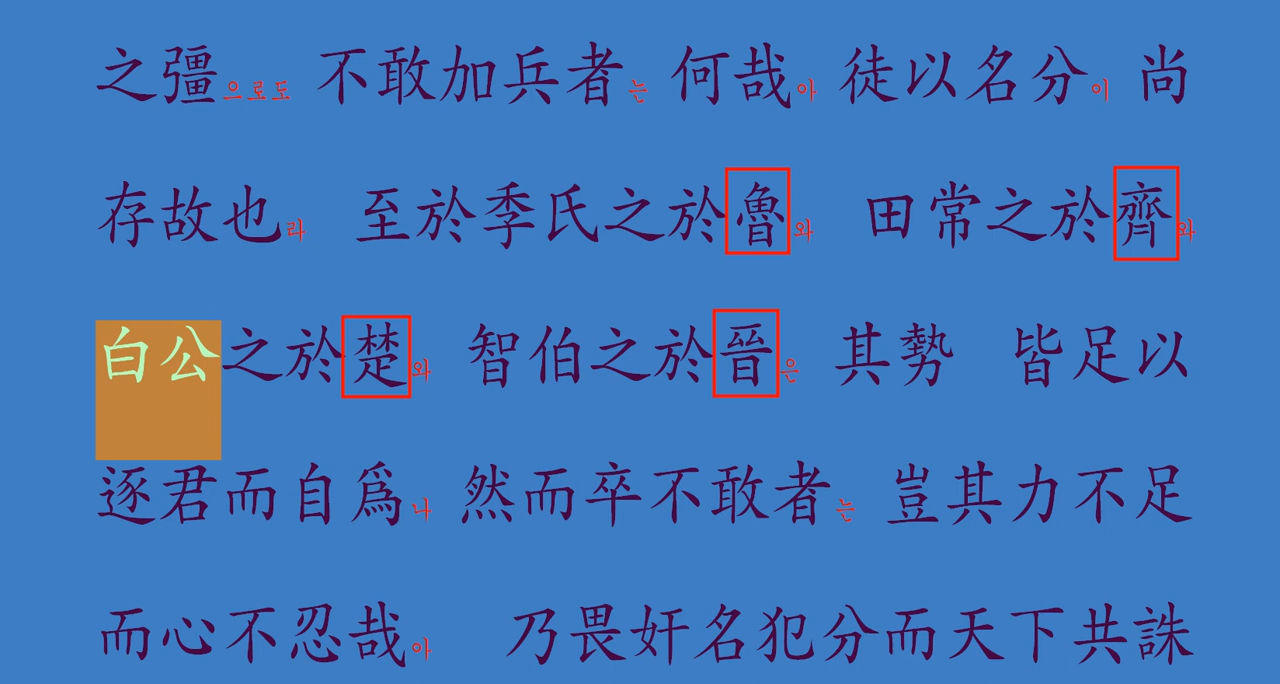 之彊으로도 不敢加兵者는 何哉아 徒以名分이 尚
存故也라 至於季氏之於魯와 田常之於齊와
白公之於楚와 智伯之於晉은 其勢 皆足以
逐君而自爲나 然而卒不敢者는 豈其力不足
而心不忍哉아 乃畏奸名犯分而天下共誅